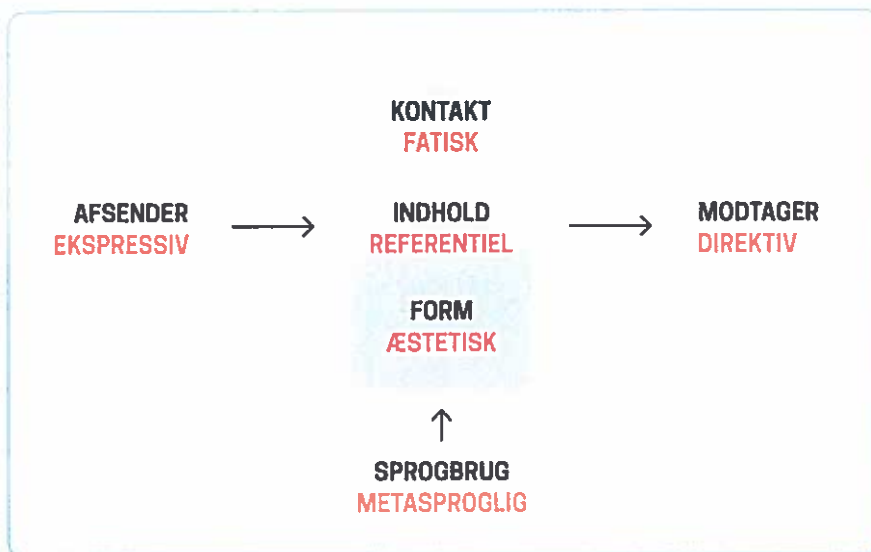 KONTAKT
FATISK
AFSENDER
EKSPRESSIV
INDHOLD
REFERENTIEL
MODTAGER
DIREKTIV
FORM
ÆSTETISK
SPROGBRUG
METASPROGLIG